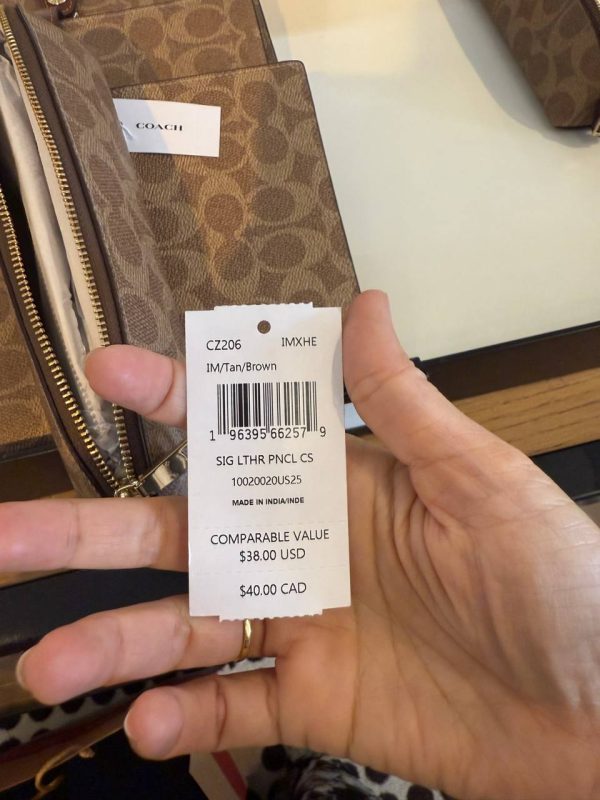 COACH
CZ206 IMXHE
IM/Tan/Brown
1 96395 66257 9
SIG LTHR PNCL CS
10020020US25
MADE IN INDIA/INDE
COMPARABLE VALUE
$38.00 USD
$40.00 CAD